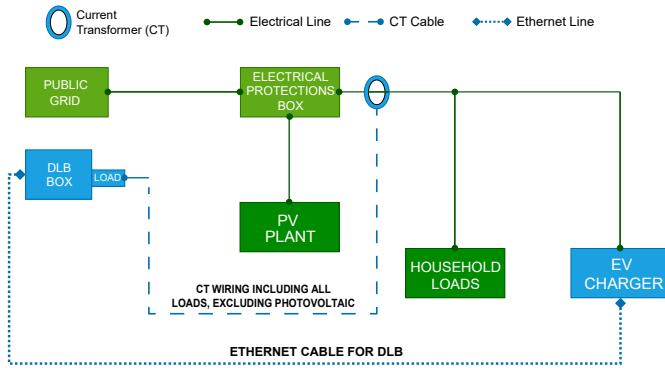 Current
Transformer (CT)
Electrical Line
CT Cable
Ethernet Line
PUBLIC
GRID
ELECTRICAL
PROTECTIONS
BOX
DLB
BOX
LOAD
PV
PLANT
HOUSEHOLD
LOADS
EV
CHARGER
CT WIRING INCLUDING ALL
LOADS, EXCLUDING PHOTOVOLTAIC
ETHERNET CABLE FOR DLB